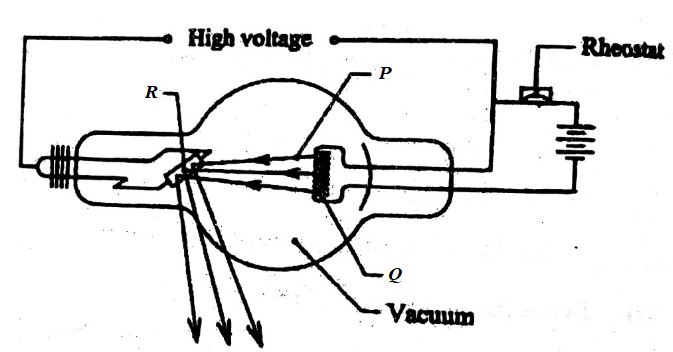 High voltage
Rheostat
P
R
Q
Vacuum